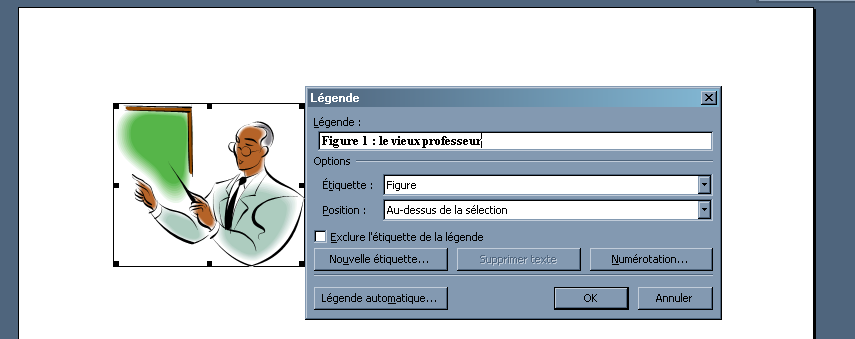 Légende
Légende :
Figure 1 : le vieux professeur
Options
Étiquette : Figure
Position : Au-dessus de la sélection
Exclure l'étiquette de la légende
Nouvelle étiquette... Supprimer texte Numérotation...
Légende automatique... OK Annuler